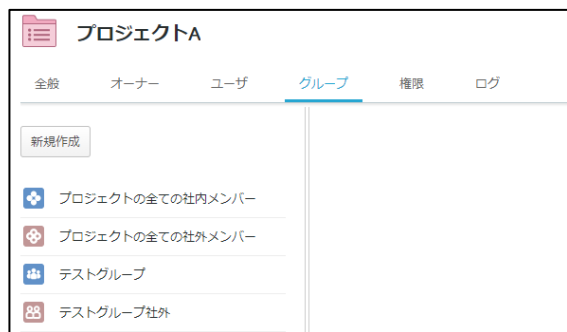 プロジェクトA
全般 オーナー ユーザ グループ 権限 ログ
新規作成
プロジェクトの全ての社内メンバー
プロジェクトの全ての社外メンバー
テストグループ
テストグループ社外